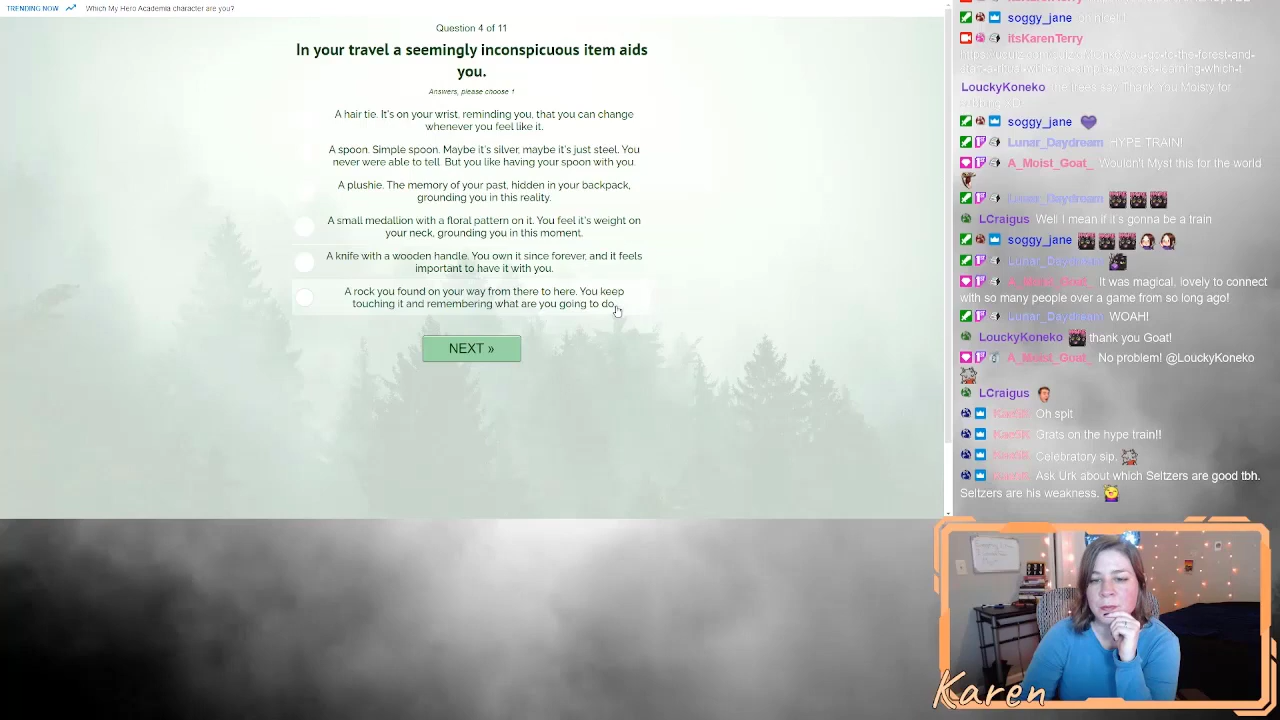 TRENDING NOW
Which My Hero Academia character are you?
Question 4 of 11
In your travel a seemingly inconspicuous item aids
you.
Answers, please choose 1
A hair tie. It's on your wrist, reminding you, that you can change
whenever you feel like it.
A spoon. Simple spoon. Maybe it's silver, maybe it's just steel. You
never were able to tell. But you like having your spoon with you.
A plushie. The memory of your past, hidden in your backpack,
grounding you in this reality.
A small medallion with a floral pattern on it. You feel it's weight on
your neck, grounding you in this moment.
A knife with a wooden handle. You own it since forever, and it feels
important to have it with you.
A rock you found on your way from there to here. You keep
touching it and remembering what are you going to do.
NEXT »
soggy_jane
itsKarenTerry
LouckyKoneko the trees say Thank You Moisty for
soggy_jane
Lunar_Daydream HYPE TRAIN!
A_Moist_Goat_ Wouldn't Myst this for the world
Lunar_Daydream
LCraigus Well I mean if it's gonna be a train
soggy_jane
Lunar_Daydream
A_Moist_Goat_ It was magical, lovely to connect
with so many people over a game from so long ago!
Lunar_Daydream WOAH!
LouckyKoneko thank you Goat!
A_Moist_Goat_ No problem! @LouckyKoneko
LCraigus
Oh spit
Grats on the hype train!!
Celebratory sip.
Ask Urk about which Seltzers are good tbh.
Seltzers are his weakness.
Karen